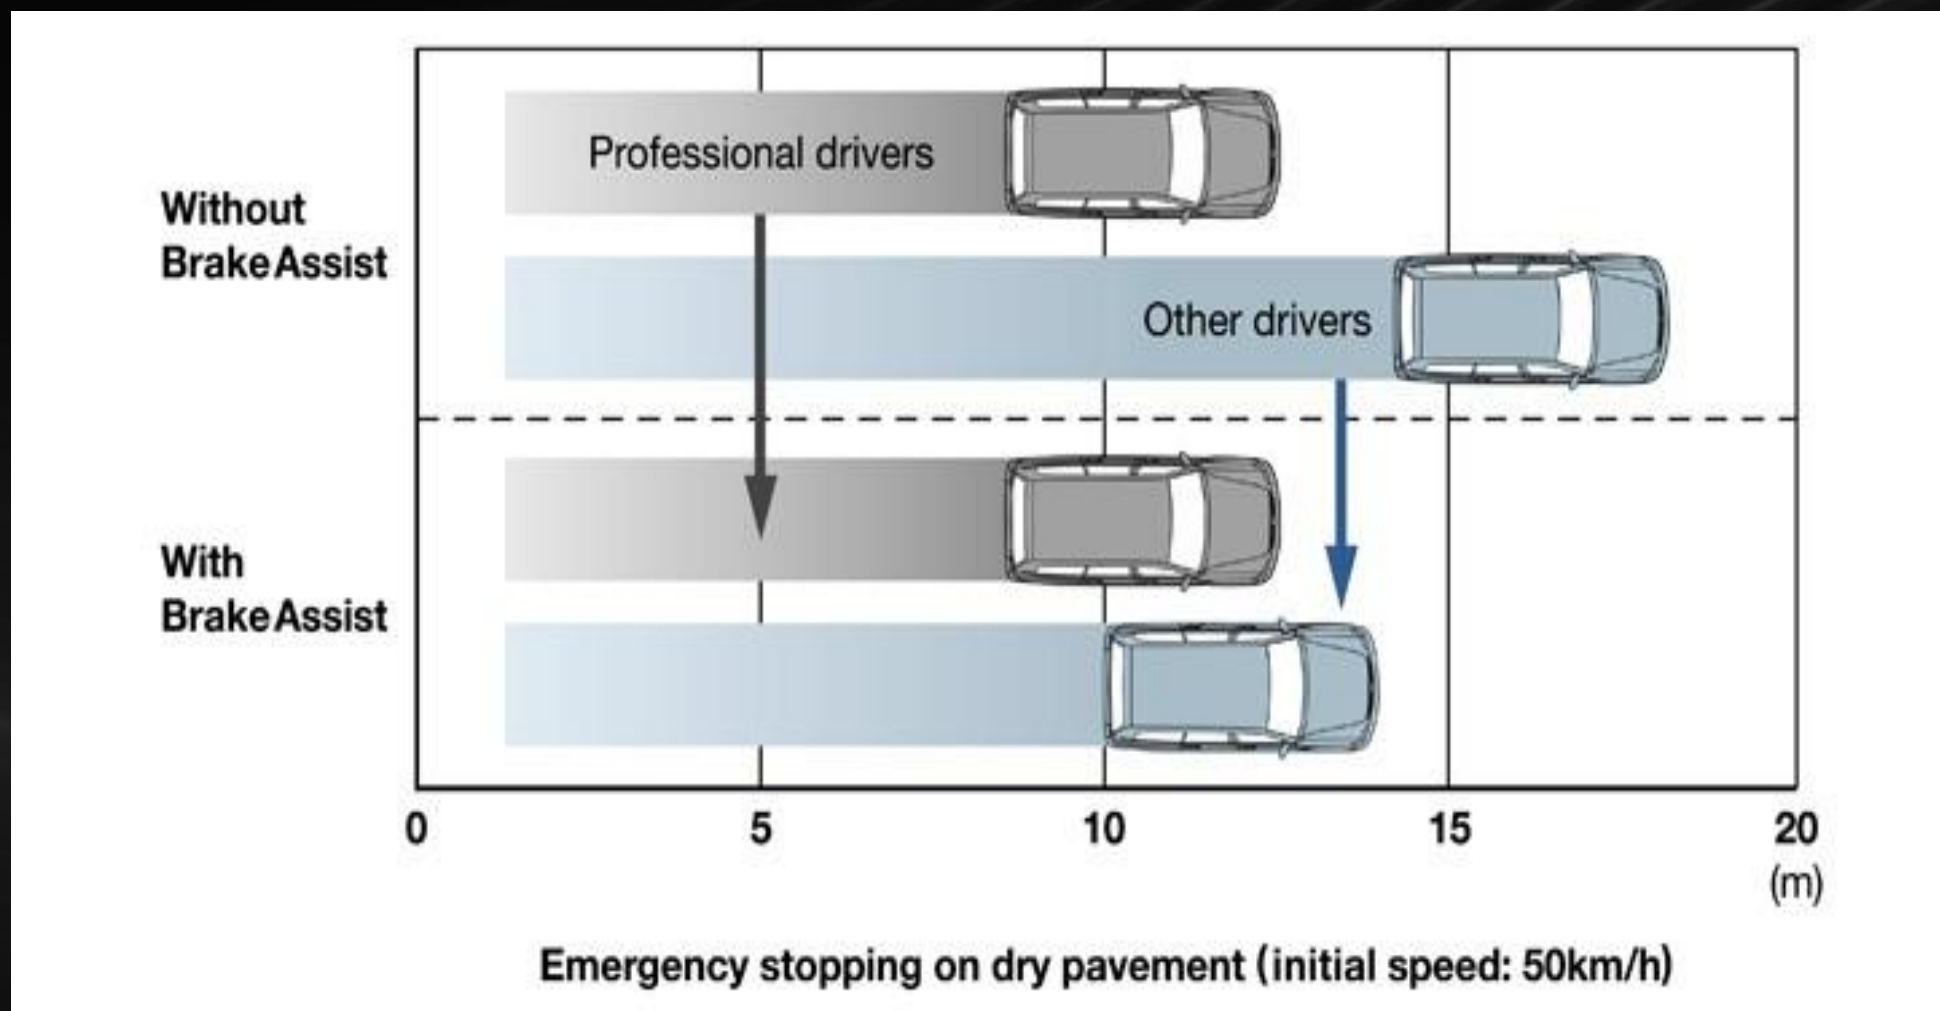 Professional drivers
Without
Brake Assist
Other drivers
With
Brake Assist
0 5 10 15 20
(m)
Emergency stopping on dry pavement (initial speed: 50km/h)